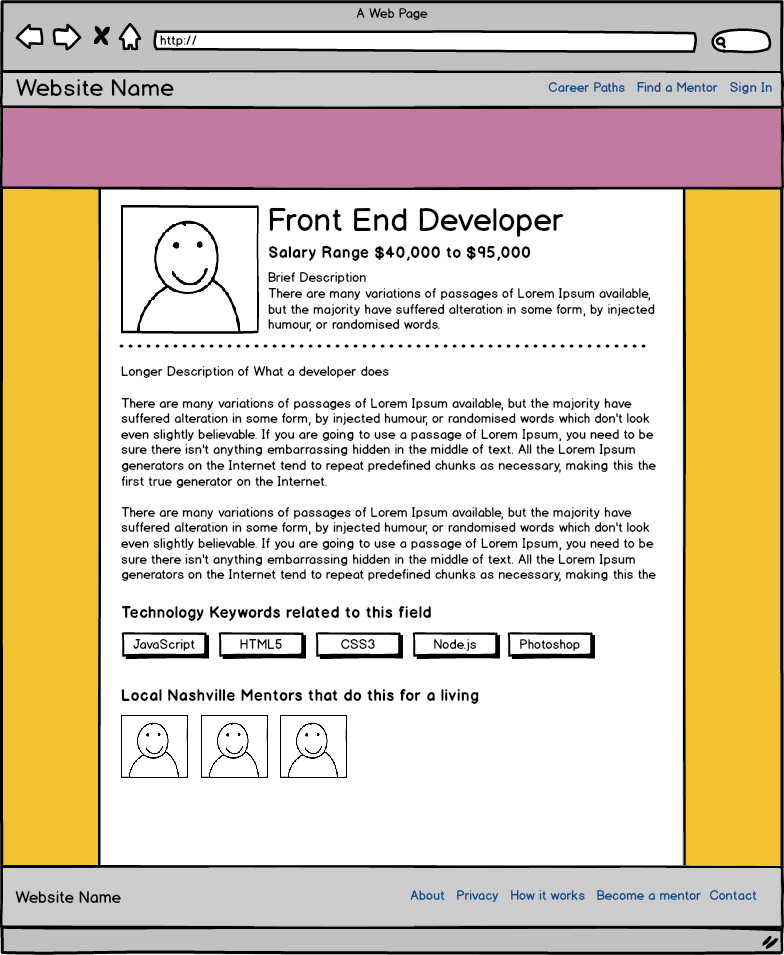 A Web Page
http://
Website Name
Career Paths Find a Mentor Sign In
Front End Developer
Salary Range $40,000 to $95,000
Brief Description
There are many variations of passages of Lorem Ipsum available,
but the majority have suffered alteration in some form, by injected
humour, or randomised words.
Longer Description of What a developer does
There are many variations of passages of Lorem Ipsum available, but the majority have
suffered alteration in some form, by injected humour, or randomised words which don't look
even slightly believable. If you are going to use a passage of Lorem Ipsum, you need to be
sure there isn't anything embarrassing hidden in the middle of text. All the Lorem Ipsum
generators on the Internet tend to repeat predefined chunks as necessary, making this the
first true generator on the Internet.
There are many variations of passages of Lorem Ipsum available, but the majority have
suffered alteration in some form, by injected humour, or randomised words which don't look
even slightly believable. If you are going to use a passage of Lorem Ipsum, you need to be
sure there isn't anything embarrassing hidden in the middle of text. All the Lorem Ipsum
generators on the Internet tend to repeat predefined chunks as necessary, making this the
Technology Keywords related to this field
JavaScript HTML5 CSS3 Node.js Photoshop
Local Nashville Mentors that do this for a living
Website Name
About Privacy How it works Become a mentor Contact